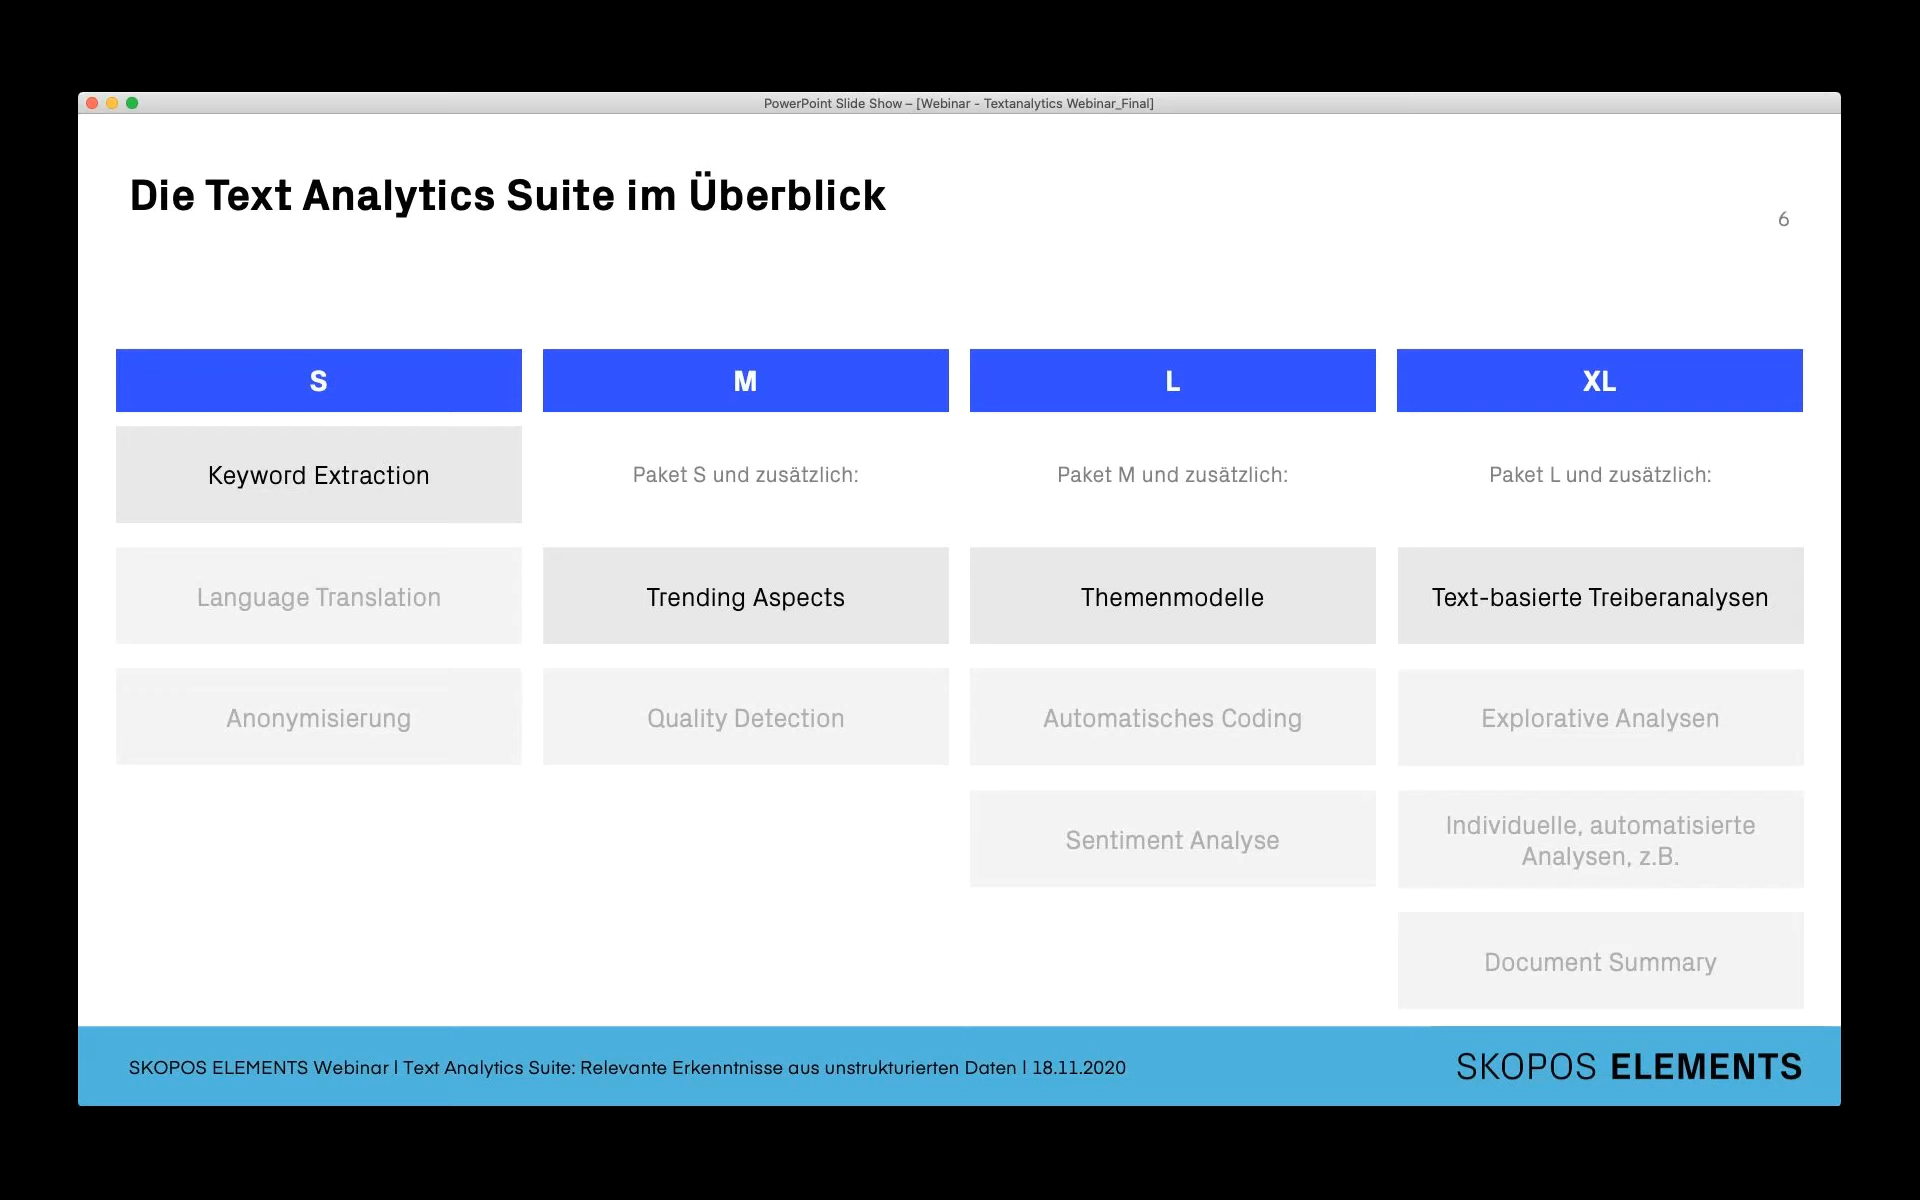 PowerPoint Slide Show – [Webinar - Textanalytics Webinar_Final]
Die Text Analytics Suite im Überblick
6
S
M
L
XL
Keyword Extraction
Paket S und zusätzlich:
Paket M und zusätzlich:
Paket L und zusätzlich:
Language Translation
Trending Aspects
Themenmodelle
Text-basierte Treiberanalysen
Anonymisierung
Quality Detection
Automatisches Coding
Explorative Analysen
Sentiment Analyse
Individuelle, automatisierte
Analysen, z.B.
Document Summary
SKOPOS ELEMENTS Webinar | Text Analytics Suite: Relevante Erkenntnisse aus unstrukturierten Daten | 18.11.2020
SKOPOS ELEMENTS